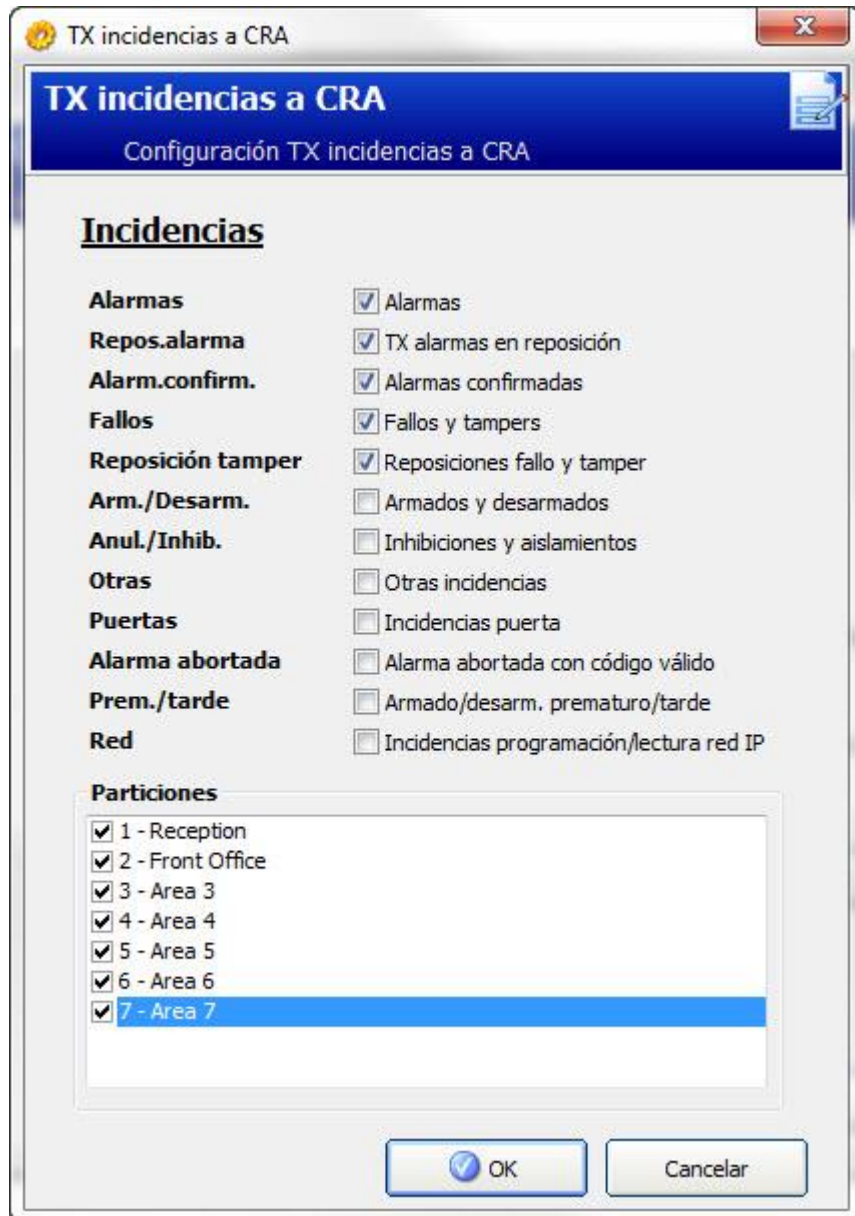 TX incidencias a CRA
TX incidencias a CRA
Configuración TX incidencias a CRA
Incidencias
Alarmas Alarmas
Repos.alarma TX alarmas en reposición
Alarm.confirm. Alarmas confirmadas
Fallos Fallos y tampers
Reposición tamper Reposiciones fallo y tamper
Arm./Desarm. Armados y desarmados
Anul./Inhib. Inhibiciones y aislamientos
Otras Otras incidencias
Puertas Incidencias puerta
Alarma abortada Alarma abortada con código válido
Prem./tarde Armado/desarm. prematuro/tarde
Red Incidencias programación/lectura red IP
Particiones
1 - Reception
2 - Front Office
3 - Area 3
4 - Area 4
5 - Area 5
6 - Area 6
7 - Area 7
OK Cancelar